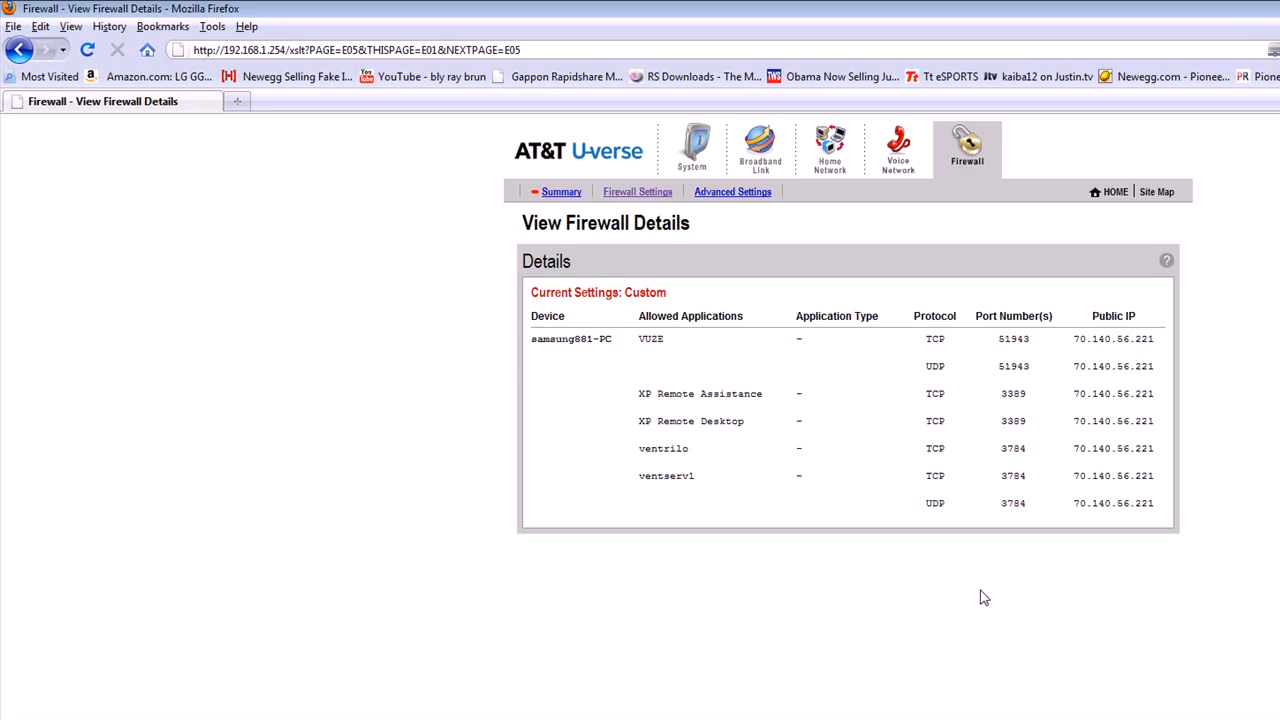 Firewall - View Firewall Details - Mozilla Firefox
File Edit View History Bookmarks Tools Help
http://192.168.1.254/xslt?PAGE=E05&THISPAGE=E01&NEXTPAGE=E05
Most Visited Amazon.com: LG GG... [H] Newegg Selling Fake I... YouTube - bly ray brun Gappon Rapidshare M... RS Downloads - The M... TWS Obama Now Selling Ju... Tt Tt eSPORTS jtv kaiba12 on Justin.tv Newegg.com - Pionee... PR Pione
Firewall - View Firewall Details
AT&T U-verse System Broadband Link Home Network Voice Network Firewall
Summary Firewall Settings Advanced Settings HOME Site Map
View Firewall Details
Details ?
Current Settings: Custom
Device Allowed Applications Application Type Protocol Port Number(s) Public IP
samsung881-PC VUZE - TCP 51943 70.140.56.221
UDP 51943 70.140.56.221
XP Remote Assistance - TCP 3389 70.140.56.221
XP Remote Desktop - TCP 3389 70.140.56.221
ventrilo - TCP 3784 70.140.56.221
ventserv1 - TCP 3784 70.140.56.221
UDP 3784 70.140.56.221